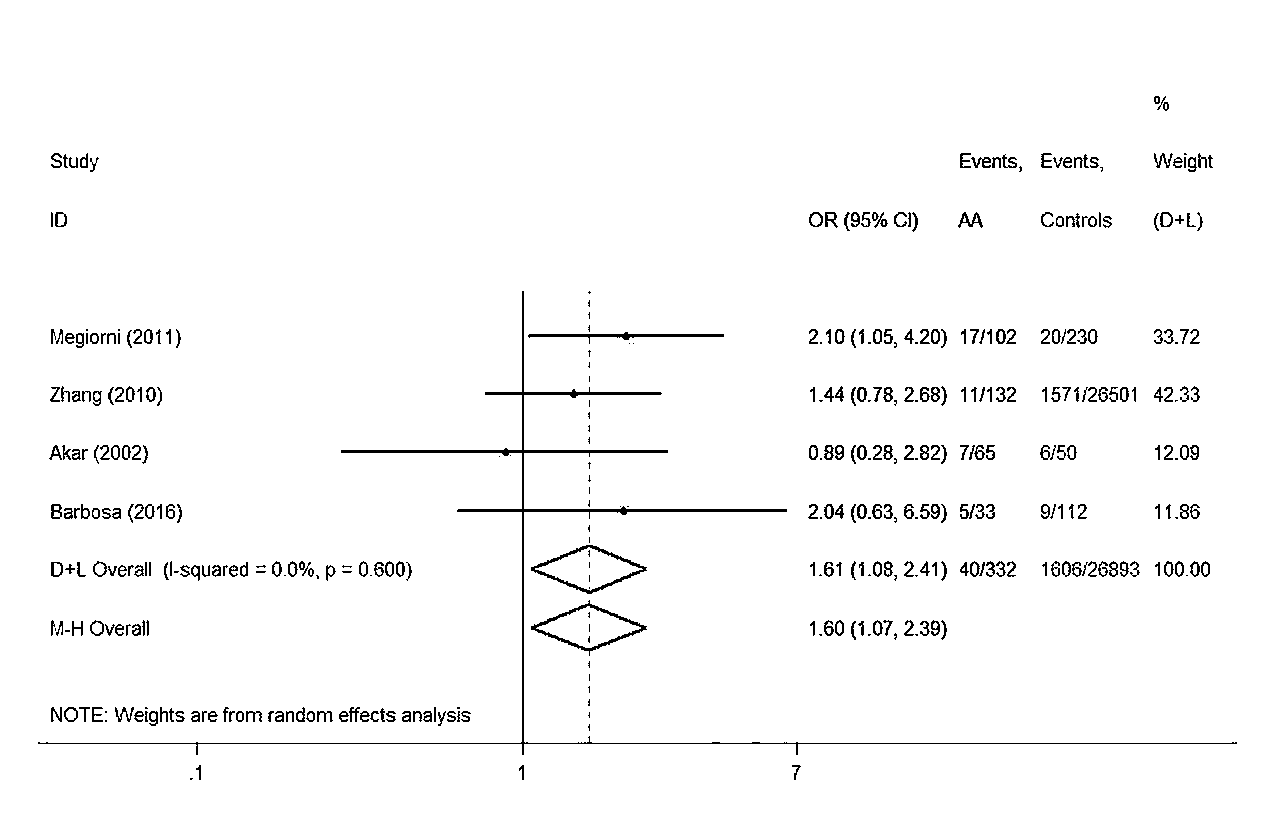 %
Study Events, Events, Weight
ID OR (95% CI) AA Controls (D+L)
Megiorni (2011) 2.10 (1.05, 4.20) 17/102 20/230 33.72
Zhang (2010) 1.44 (0.78, 2.68) 11/132 1571/26501 42.33
Akar (2002) 0.89 (0.28, 2.82) 7/65 6/50 12.09
Barbosa (2016) 2.04 (0.63, 6.59) 5/33 9/112 11.86
D+L Overall (I-squared = 0.0%, p = 0.600) 1.61 (1.08, 2.41) 40/332 1606/26893 100.00
M-H Overall 1.60 (1.07, 2.39)
NOTE: Weights are from random effects analysis
.1 1 7